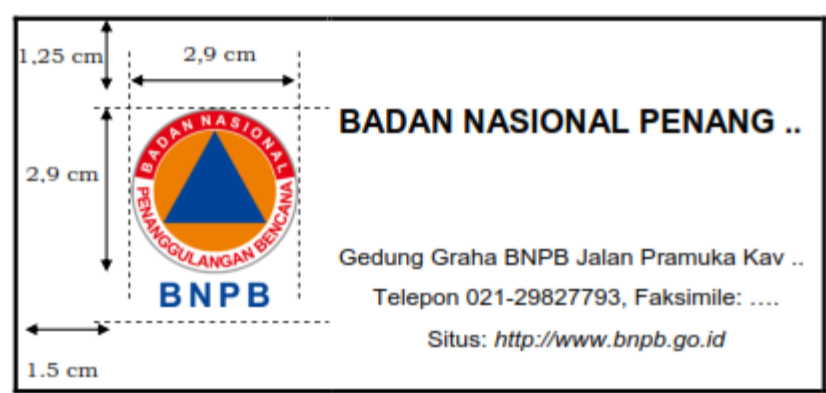 1,25 cm
2,9 cm
BADAN NASIONAL PENANG ..
2,9 cm
BADAN NASIONAL
PENANGGULANGAN BENCANA
BNPB
Gedung Graha BNPB Jalan Pramuka Kav ..
Telepon 021-29827793, Faksimile: ....
Situs: http://www.bnpb.go.id
1.5 cm